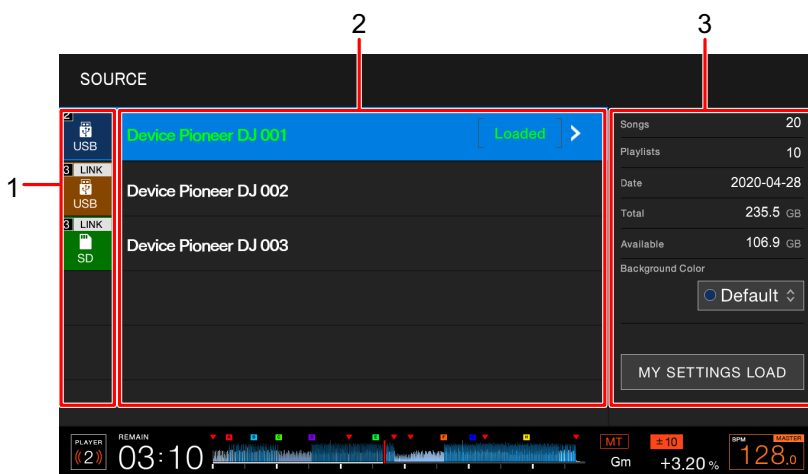 2
3
1
SOURCE
2
USB
Device Pioneer DJ 001
Loaded
3 LINK
USB
Device Pioneer DJ 002
3 LINK
SD
Device Pioneer DJ 003
Songs 20
Playlists 10
Date 2020-04-28
Total 235.5 GB
Available 106.9 GB
Background Color
Default
MY SETTINGS LOAD
PLAYER
2
REMAIN
03:10
A B C D E F G H
MT
±10
Gm
+3.20 %
BPM MASTER
128.0